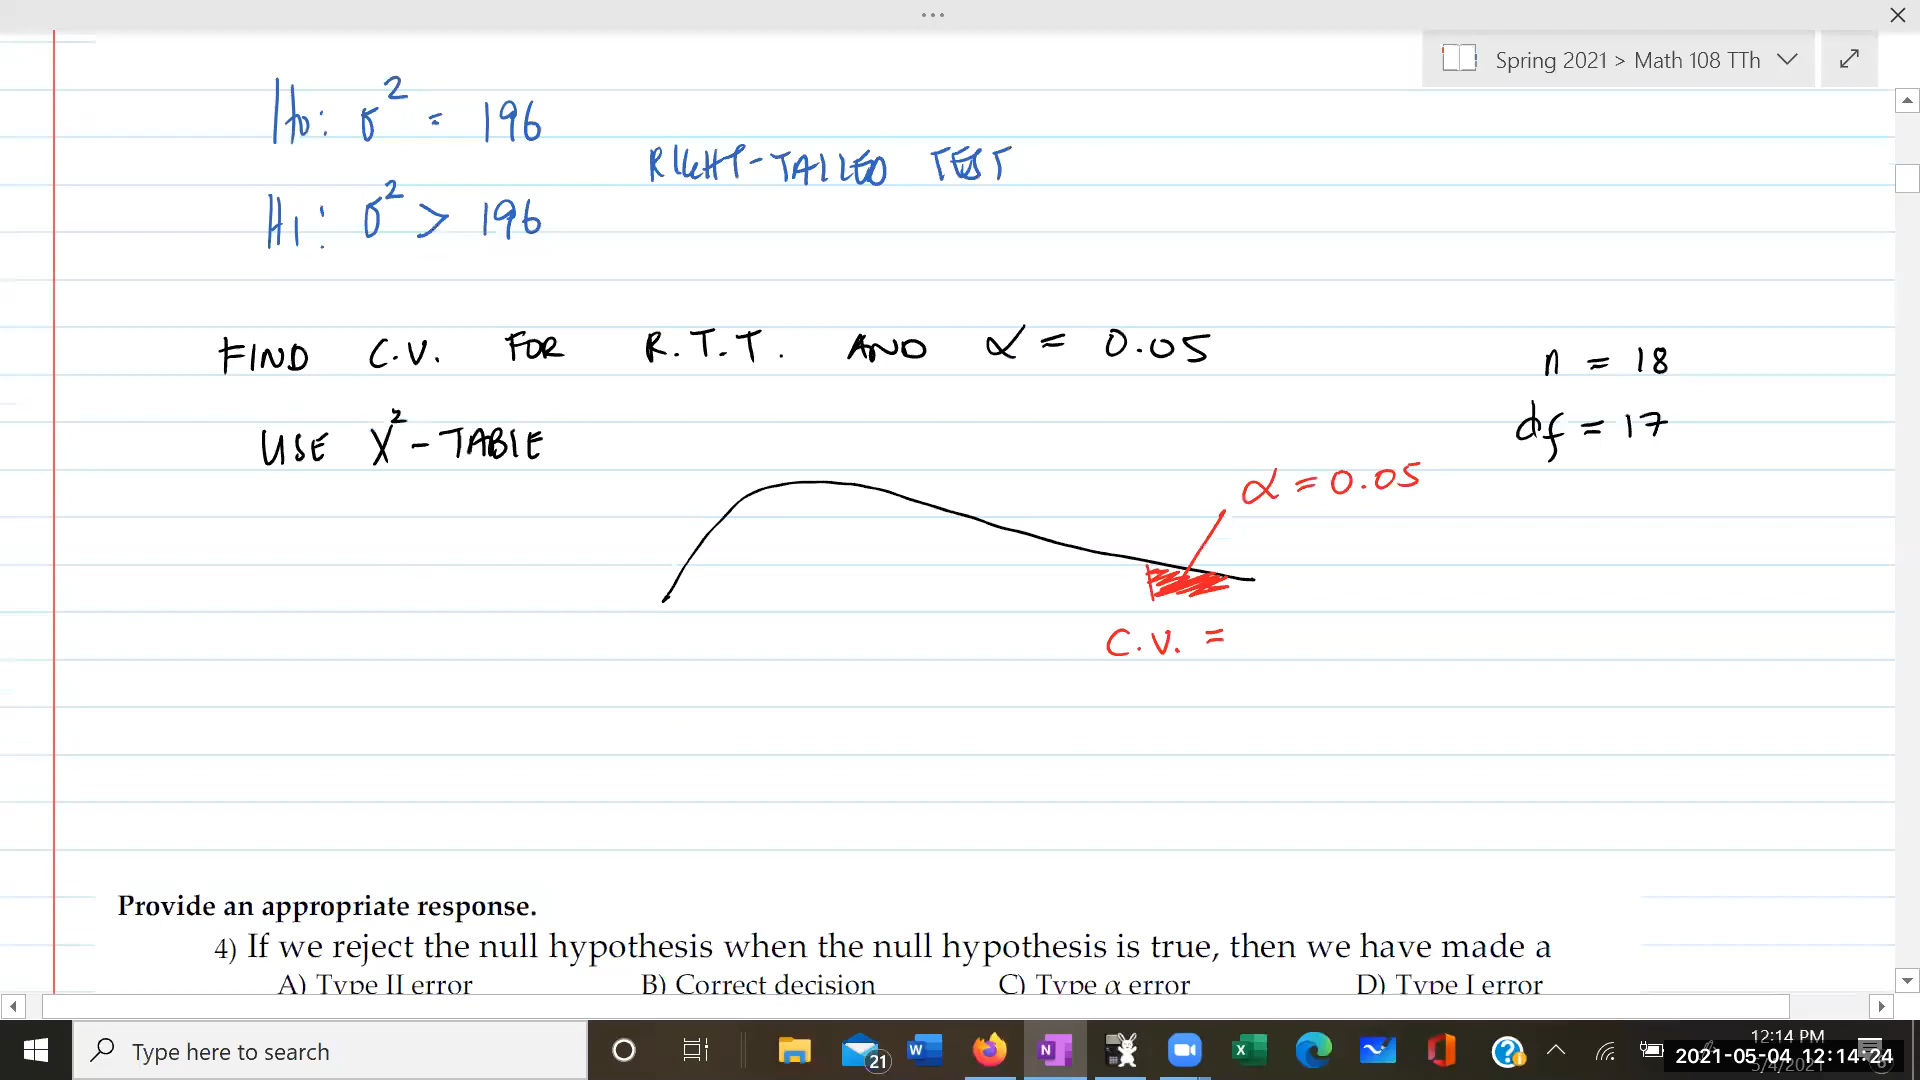 Spring 2021 > Math 108 TTh
H0: σ² = 196
RIGHT-TAILED TEST
H1: σ² > 196
FIND C.V. FOR R.T.T. AND α = 0.05
n = 18
df = 17
USE X²-TABLE
α = 0.05
C.V. =
Provide an appropriate response.
4) If we reject the null hypothesis when the null hypothesis is true, then we have made a
A) Type II error B) Correct decision C) Type α error D) Type I error
Type here to search
21
12:14 PM
2021-05-04 12:14:24